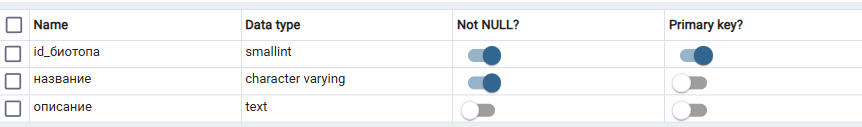 Name Data type Not NULL? Primary key?
id_биотопа smallint
название character varying
описание text